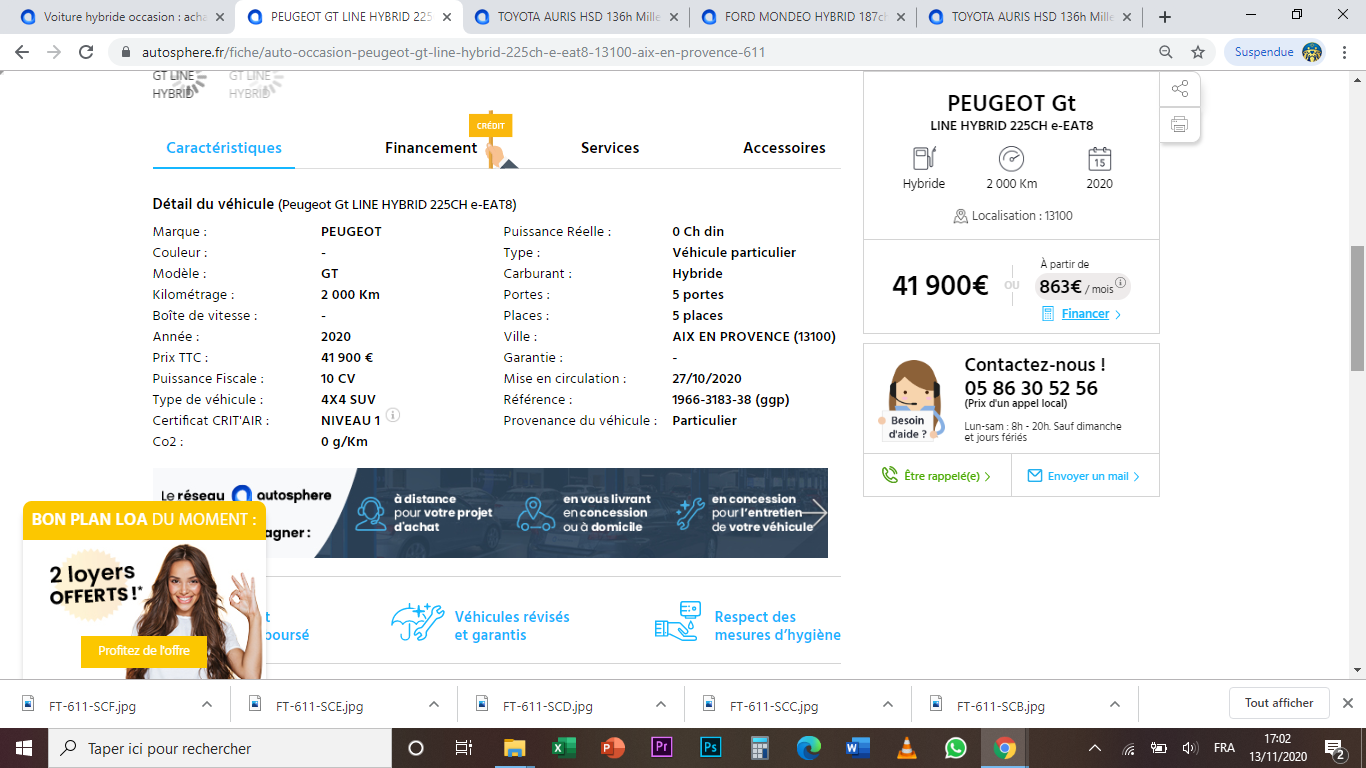 Voiture hybride occasion : acha
PEUGEOT GT LINE HYBRID 225
TOYOTA AURIS HSD 136h Mille
FORD MONDEO HYBRID 187ch
TOYOTA AURIS HSD 136h Mille
autosphere.fr/fiche/auto-occasion-peugeot-gt-line-hybrid-225ch-e-eat8-13100-aix-en-provence-611
Suspendue
GT LINE HYBRID
GT LINE HYBRID
CRÉDIT
Caractéristiques
Financement
Services
Accessoires
Détail du véhicule (Peugeot Gt LINE HYBRID 225CH e-EAT8)
Marque : PEUGEOT
Couleur : -
Modèle : GT
Kilométrage : 2 000 Km
Boîte de vitesse : -
Année : 2020
Prix TTC : 41 900 €
Puissance Fiscale : 10 CV
Type de véhicule : 4X4 SUV
Certificat CRIT'AIR : NIVEAU 1
Co2 : 0 g/Km
Puissance Réelle : 0 Ch din
Type : Véhicule particulier
Carburant : Hybride
Portes : 5 portes
Places : 5 places
Ville : AIX EN PROVENCE (13100)
Garantie : -
Mise en circulation : 27/10/2020
Référence : 1966-3183-38 (ggp)
Provenance du véhicule : Particulier
PEUGEOT Gt
LINE HYBRID 225CH e-EAT8
Hybride
2 000 Km
15
2020
Localisation : 13100
41 900€
ou
À partir de
863€ / mois
Financer
Contactez-nous !
05 86 30 52 56
(Prix d'un appel local)
Lun-sam : 8h - 20h. Sauf dimanche
et jours fériés
Besoin
d'aide ?
Être rappelé(e)
Envoyer un mail
Le réseau autosphere
agner :
à distance
pour votre projet
d'achat
en vous livrant
en concession
ou à domicile
en concession
pour l'entretien
de votre véhicule
BON PLAN LOA DU MOMENT :
2 loyers
OFFERTS !*
Profitez de l'offre
t
boursé
Véhicules révisés
et garantis
Respect des
mesures d'hygiène
FT-611-SCF.jpg
FT-611-SCE.jpg
FT-611-SCD.jpg
FT-611-SCC.jpg
FT-611-SCB.jpg
Tout afficher
Taper ici pour rechercher
Pr
Ps
FRA
17:02
13/11/2020
2